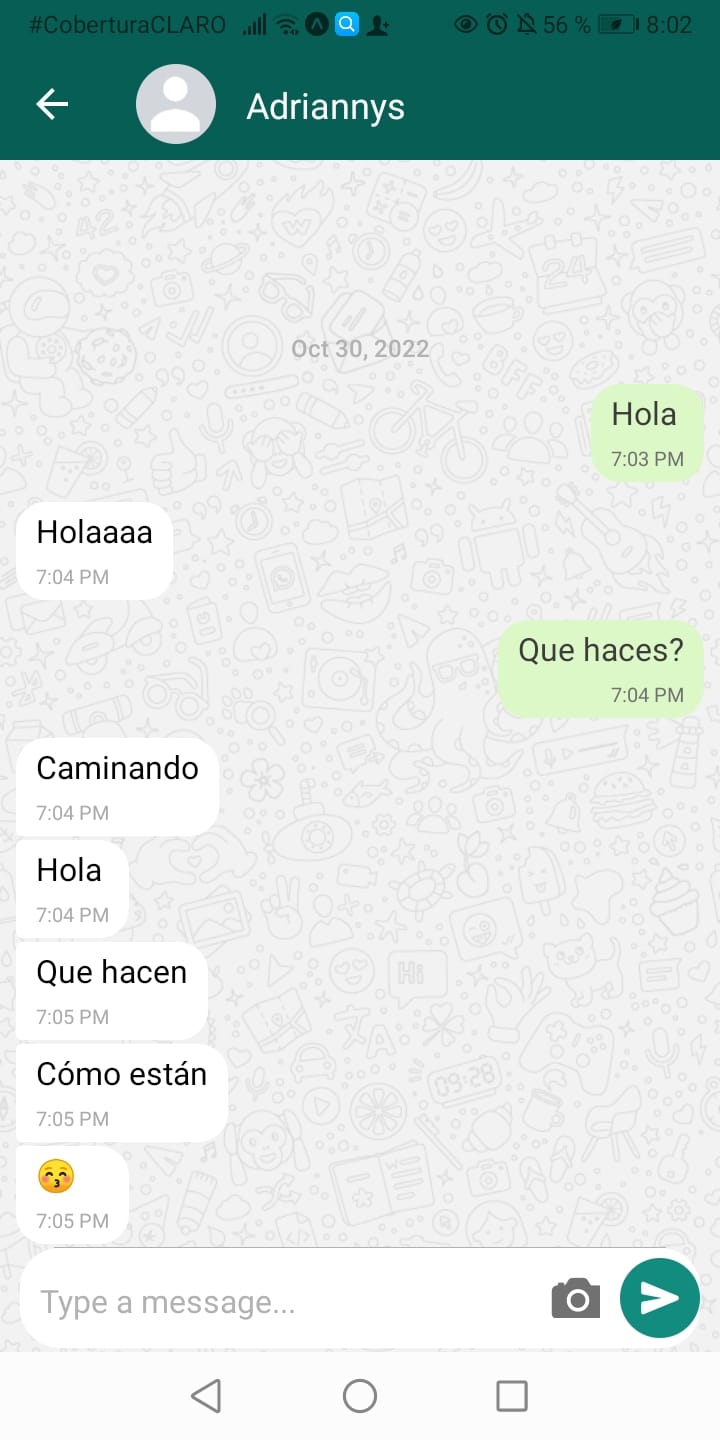 #CoberturaCLARO 56 % 8:02
Adriannys
Oct 30, 2022
Hola
7:03 PM
Holaaaa
7:04 PM
Que haces?
7:04 PM
Caminando
7:04 PM
Hola
7:04 PM
Que hacen
7:05 PM
Cómo están
7:05 PM
😚
7:05 PM
Type a message...